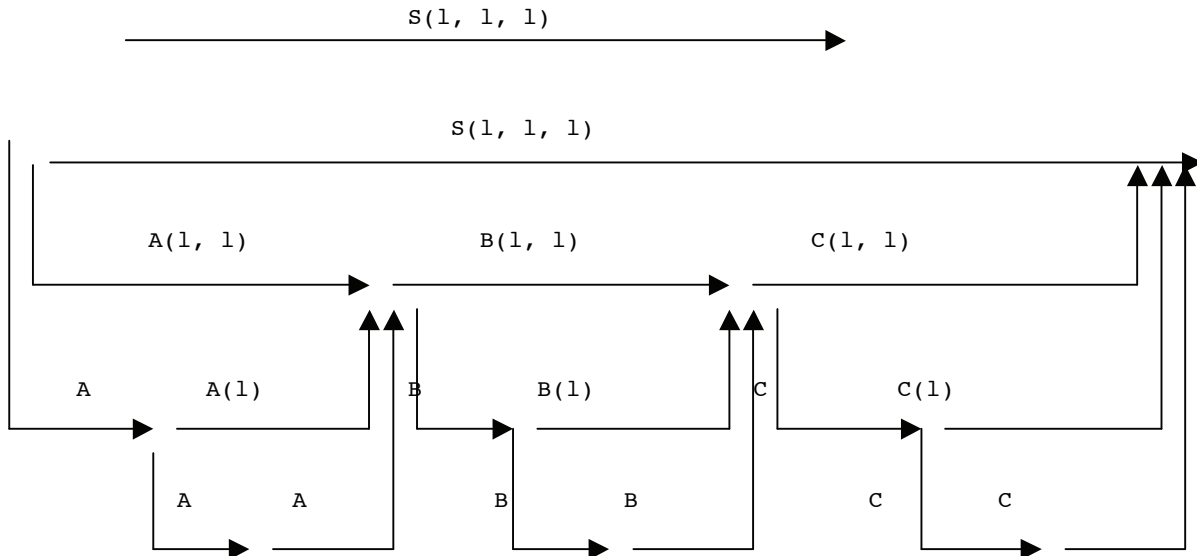 S(l, l, l)
S(l, l, l)
A(l, l) B(l, l) C(l, l)
A A(l) B B(l) C C(l)
A A B B C C